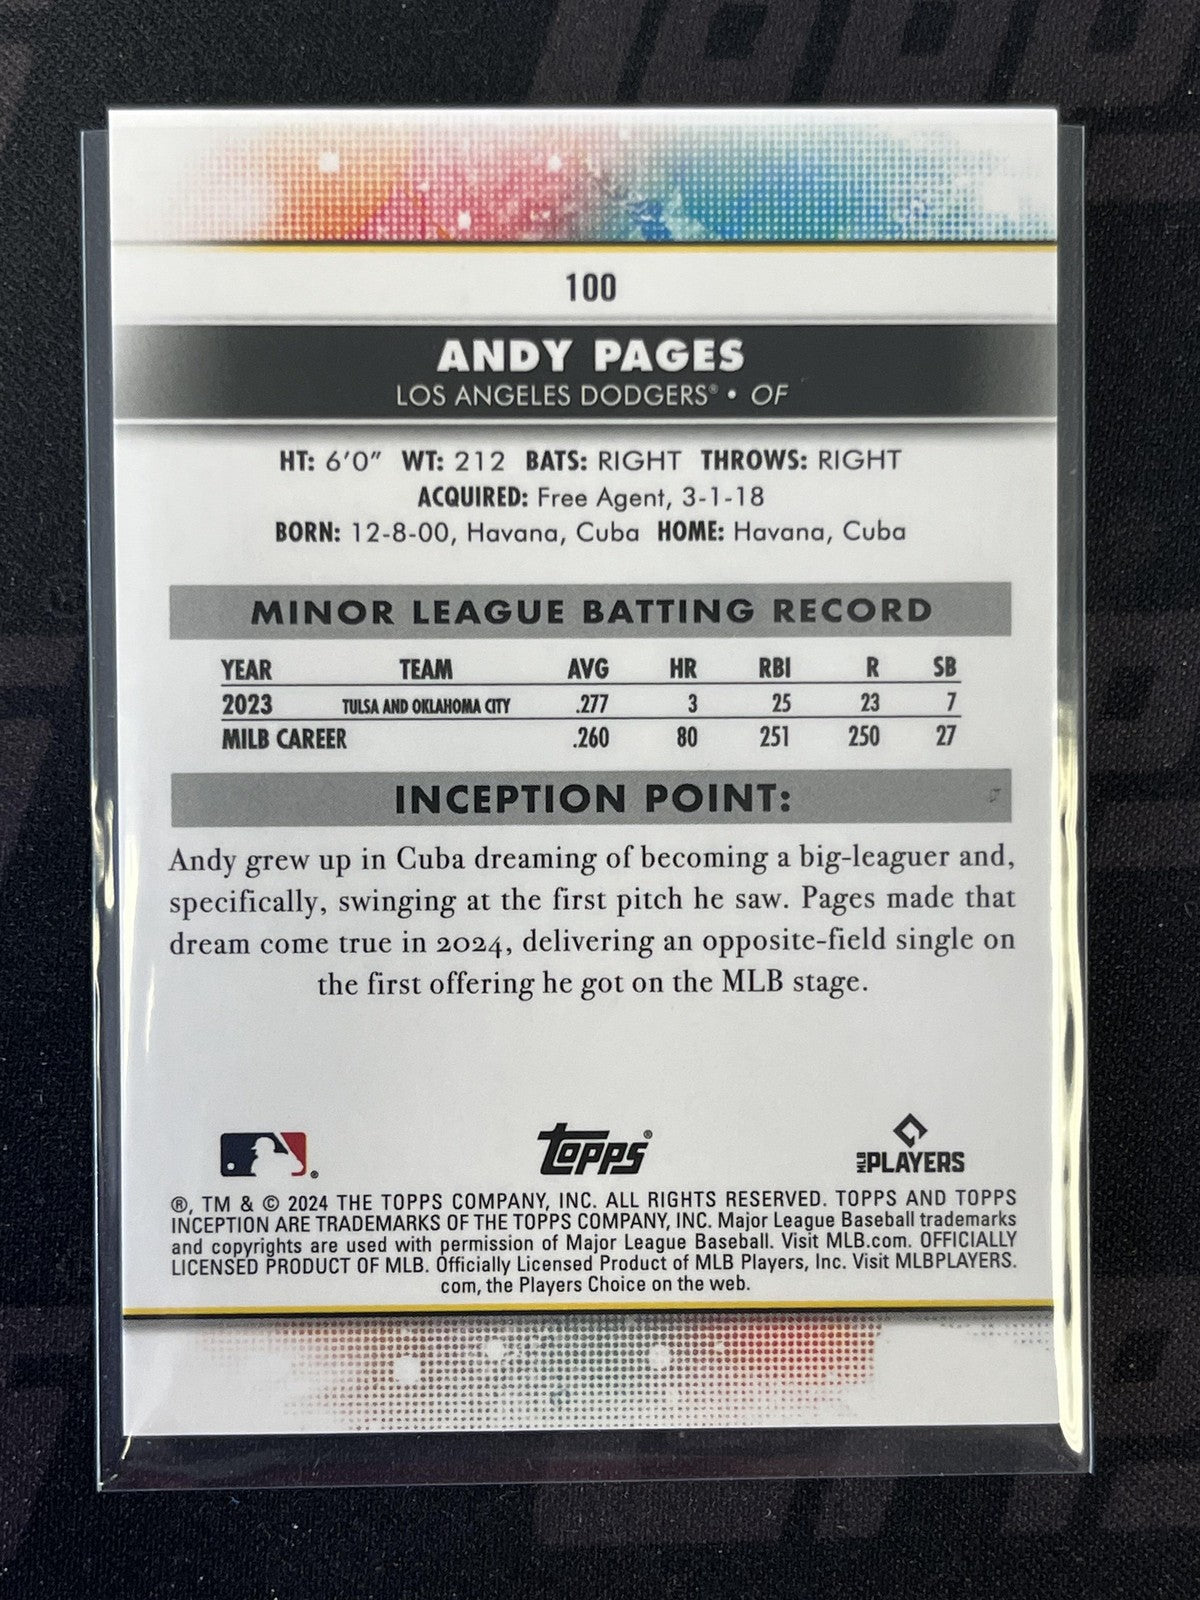 100
ANDY PAGES
LOS ANGELES DODGERS® • OF
HT: 6'0" WT: 212 BATS: RIGHT THROWS: RIGHT
ACQUIRED: Free Agent, 3-1-18
BORN: 12-8-00, Havana, Cuba HOME: Havana, Cuba
MINOR LEAGUE BATTING RECORD
YEAR TEAM AVG HR RBI R SB
2023 TULSA AND OKLAHOMA CITY .277 3 25 23 7
MILB CAREER .260 80 251 250 27
INCEPTION POINT:
Andy grew up in Cuba dreaming of becoming a big-leaguer and,
specifically, swinging at the first pitch he saw. Pages made that
dream come true in 2024, delivering an opposite-field single on
the first offering he got on the MLB stage.
®. TOPPS® MLB PLAYERS
®, TM & © 2024 THE TOPPS COMPANY, INC. ALL RIGHTS RESERVED. TOPPS AND TOPPS
INCEPTION ARE TRADEMARKS OF THE TOPPS COMPANY, INC. Major League Baseball trademarks
and copyrights are used with permission of Major League Baseball. Visit MLB.com. OFFICIALLY
LICENSED PRODUCT OF MLB. Officially Licensed Product of MLB Players, Inc. Visit MLBPLAYERS.
com, the Players Choice on the web.